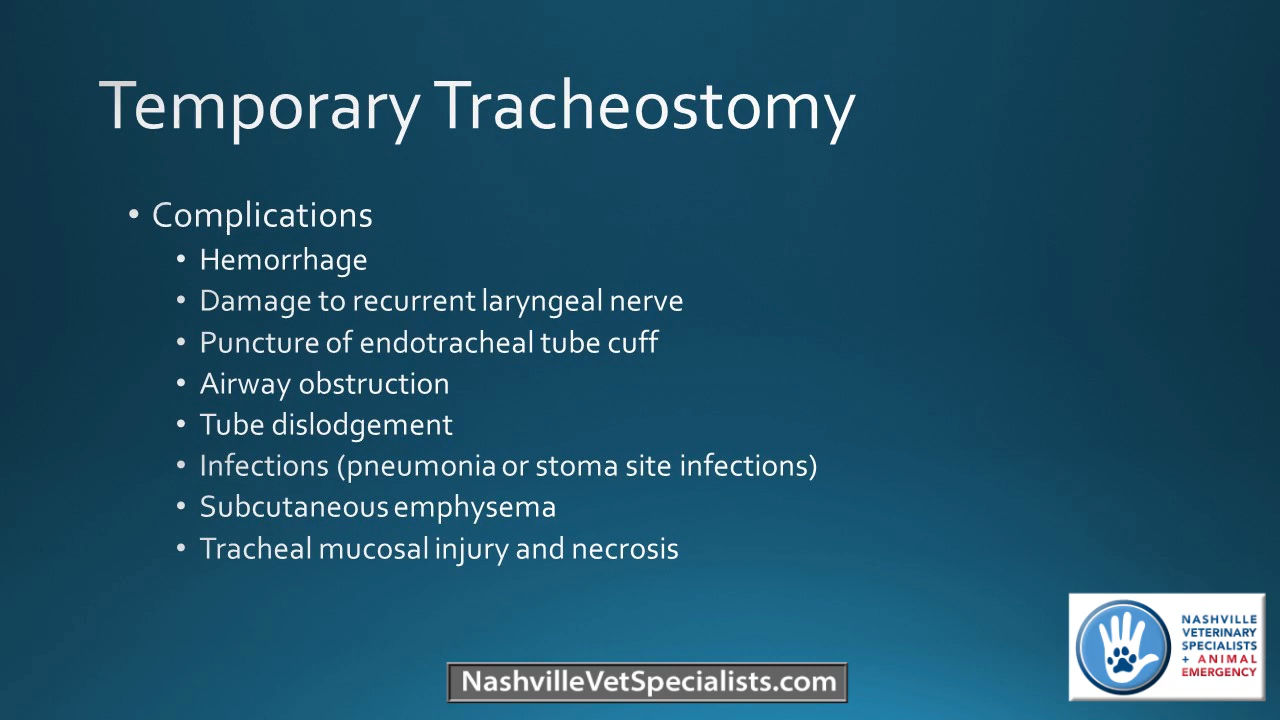 Temporary Tracheostomy
• Complications
• Hemorrhage
• Damage to recurrent laryngeal nerve
• Puncture of endotracheal tube cuff
• Airway obstruction
• Tube dislodgement
• Infections (pneumonia or stoma site infections)
• Subcutaneous emphysema
• Tracheal mucosal injury and necrosis
NASHVILLE
VETERINARY
SPECIALISTS
+ ANIMAL
EMERGENCY
NashvilleVetSpecialists.com